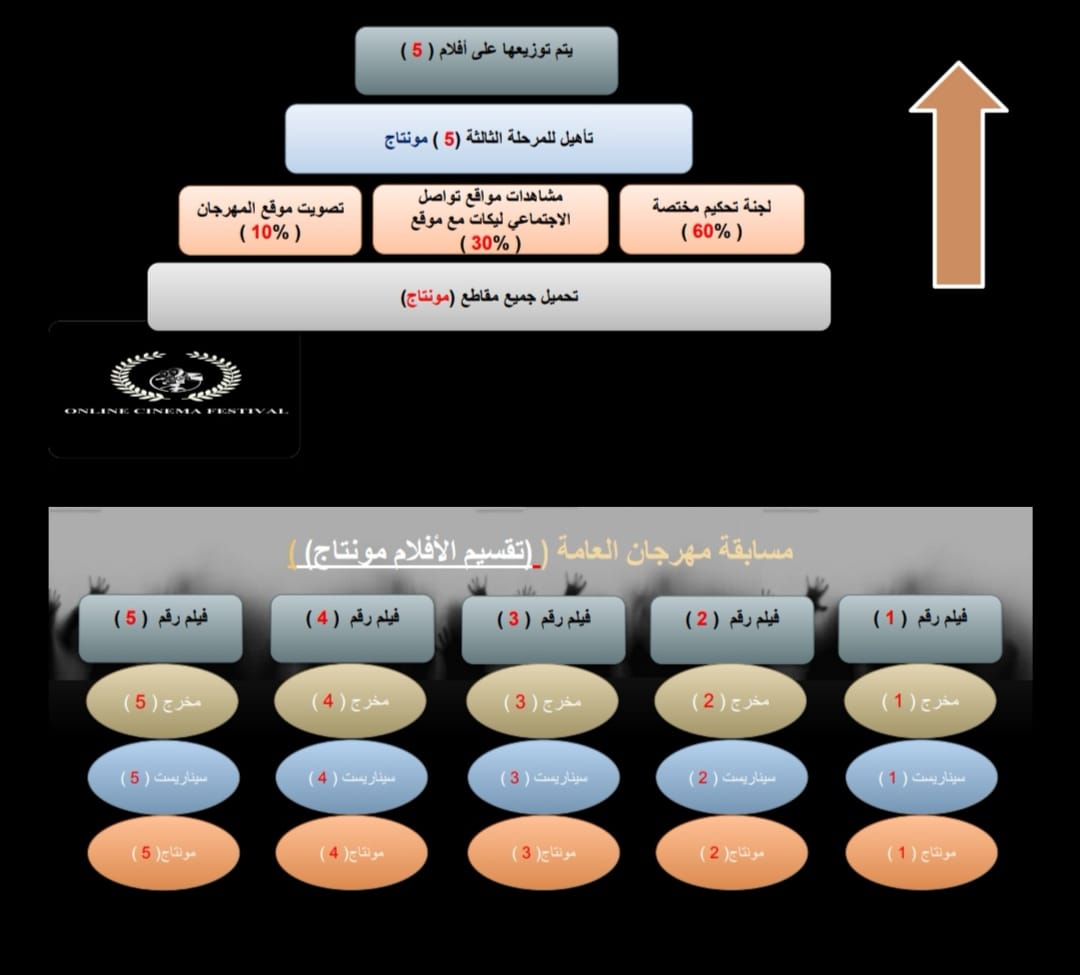 يتم توزيعها على أفلام ( 5 )
تأهيل للمرحلة الثالثة (5 ) مونتاج
لجنة تحكيم مختصة
( 60% )
مشاهدات مواقع تواصل
الاجتماعي ليكات مع موقع
( 30% )
تصويت موقع المهرجان
( 10% )
تحميل جميع مقاطع (مونتاج)
ONLINE CINEMA FESTIVAL
مسابقة مهرجان العامة ( (تقسيم الأفلام مونتاج) )
فيلم رقم ( 1 )
فيلم رقم ( 2 )
فيلم رقم ( 3 )
فيلم رقم ( 4 )
فيلم رقم ( 5 )
مخرج ( 1 )
مخرج ( 2 )
مخرج ( 3 )
مخرج ( 4 )
مخرج ( 5 )
سيناريست ( 1 )
سيناريست ( 2 )
سيناريست ( 3 )
سيناريست ( 4 )
سيناريست ( 5 )
مونتاج ( 1 )
مونتاج( 2 )
مونتاج( 3 )
مونتاج( 4 )
مونتاج( 5 )